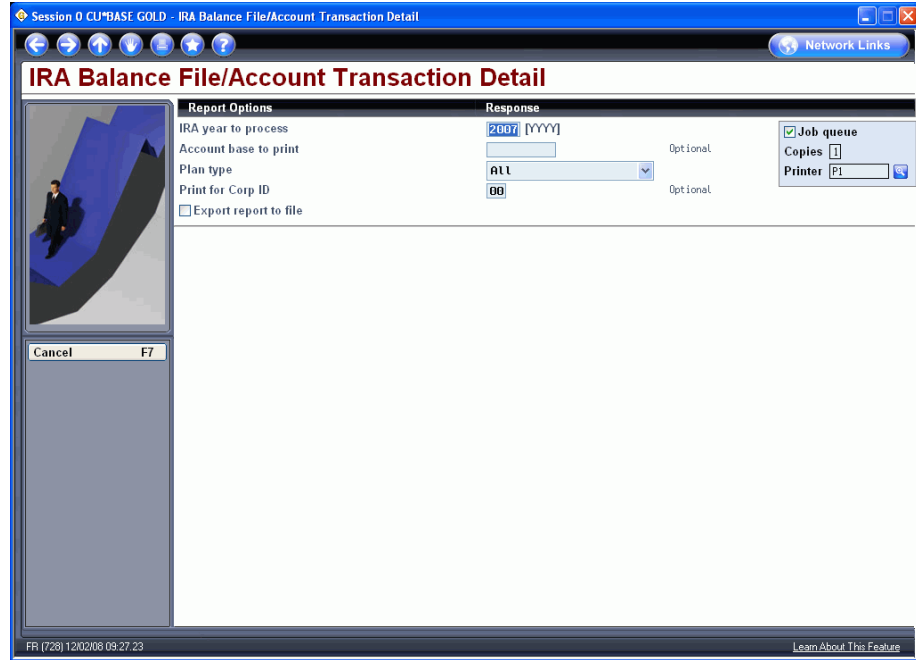 Session 0 CU*BASE GOLD - IRA Balance File/Account Transaction Detail
Network Links
IRA Balance File/Account Transaction Detail
Report Options Response
IRA year to process 2007 [YYYY]
Account base to print Optional
Plan type All
Print for Corp ID 00 Optional
Export report to file
Job queue
Copies 1
Printer P1
Cancel F7
FR (728) 12/02/08 09:27.23 Learn About This Feature